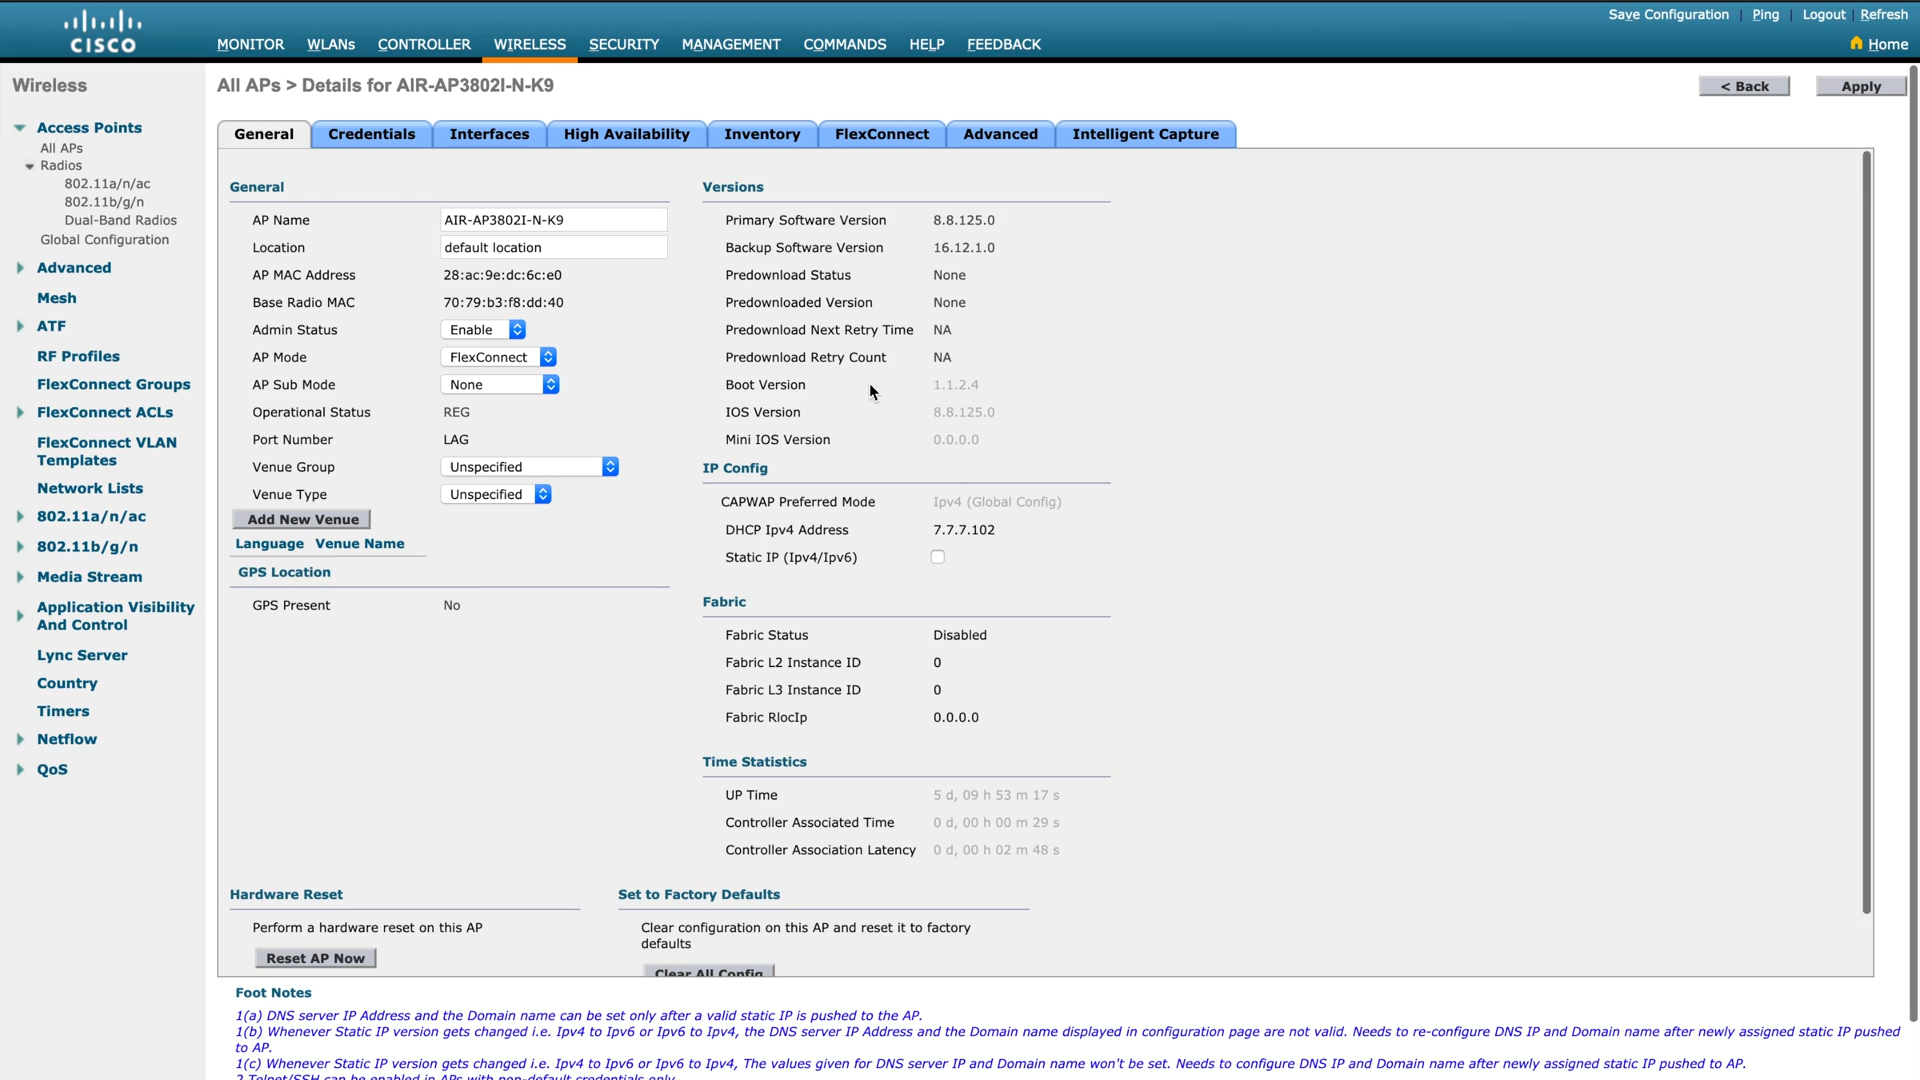 Save Configuration | Ping | Logout | Refresh
CISCO
MONITOR WLANs CONTROLLER WIRELESS SECURITY MANAGEMENT COMMANDS HELP FEEDBACK
Home
Wireless
Access Points
All APs
Radios
802.11a/n/ac
802.11b/g/n
Dual-Band Radios
Global Configuration
Advanced
Mesh
ATF
RF Profiles
FlexConnect Groups
FlexConnect ACLs
FlexConnect VLAN
Templates
Network Lists
802.11a/n/ac
802.11b/g/n
Media Stream
Application Visibility
And Control
Lync Server
Country
Timers
Netflow
QoS
All APs > Details for AIR-AP3802I-N-K9
< Back Apply
General Credentials Interfaces High Availability Inventory FlexConnect Advanced Intelligent Capture
General
AP Name AIR-AP3802I-N-K9
Location default location
AP MAC Address 28:ac:9e:dc:6c:e0
Base Radio MAC 70:79:b3:f8:dd:40
Admin Status Enable
AP Mode FlexConnect
AP Sub Mode None
Operational Status REG
Port Number LAG
Venue Group Unspecified
Venue Type Unspecified
Add New Venue
Language Venue Name
GPS Location
GPS Present No
Versions
Primary Software Version 8.8.125.0
Backup Software Version 16.12.1.0
Predownload Status None
Predownloaded Version None
Predownload Next Retry Time NA
Predownload Retry Count NA
Boot Version 1.1.2.4
IOS Version 8.8.125.0
Mini IOS Version 0.0.0.0
IP Config
CAPWAP Preferred Mode Ipv4 (Global Config)
DHCP Ipv4 Address 7.7.7.102
Static IP (Ipv4/Ipv6)
Fabric
Fabric Status Disabled
Fabric L2 Instance ID 0
Fabric L3 Instance ID 0
Fabric RlocIp 0.0.0.0
Time Statistics
UP Time 5 d, 09 h 53 m 17 s
Controller Associated Time 0 d, 00 h 00 m 29 s
Controller Association Latency 0 d, 00 h 02 m 48 s
Hardware Reset
Perform a hardware reset on this AP
Reset AP Now
Set to Factory Defaults
Clear configuration on this AP and reset it to factory
defaults
Clear All Config
Foot Notes
1(a) DNS server IP Address and the Domain name can be set only after a valid static IP is pushed to the AP.
1(b) Whenever Static IP version gets changed i.e. Ipv4 to Ipv6 or Ipv6 to Ipv4, the DNS server IP Address and the Domain name displayed in configuration page are not valid. Needs to re-configure DNS IP and Domain name after newly assigned static IP pushed
to AP.
1(c) Whenever Static IP version gets changed i.e. Ipv4 to Ipv6 or Ipv6 to Ipv4, The values given for DNS server IP and Domain name won't be set. Needs to configure DNS IP and Domain name after newly assigned static IP pushed to AP.
2 Telnet/SSH can be enabled in APs with non-default credentials only